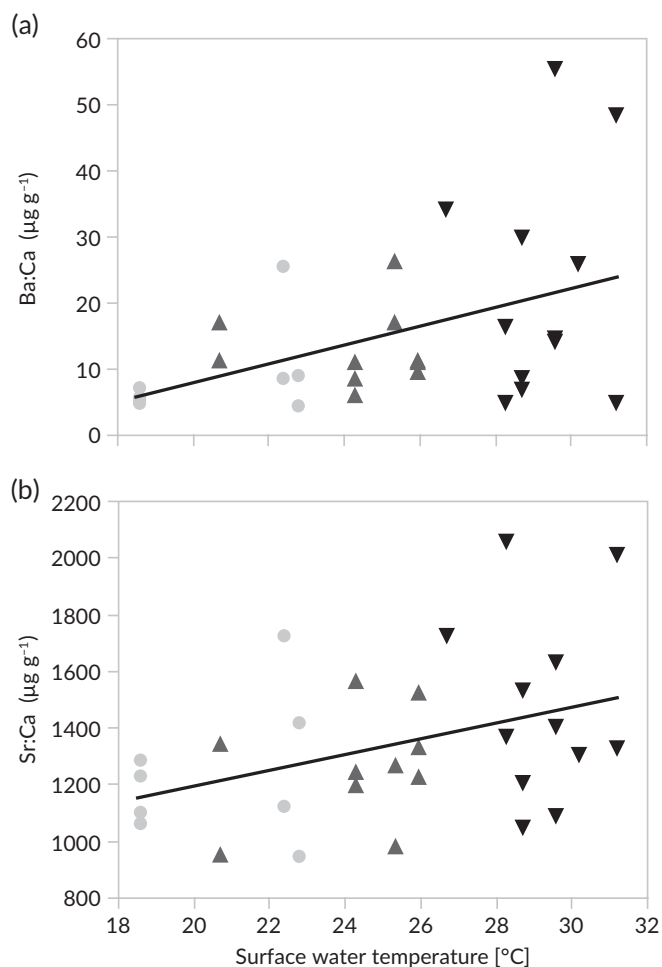 (a)
60
50
40
30
20
10
0
Ba:Ca (µg g⁻¹)
(b)
2200
2000
1800
1600
1400
1200
1000
800
Sr:Ca (µg g⁻¹)
18 20 22 24 26 28 30 32
Surface water temperature [°C]